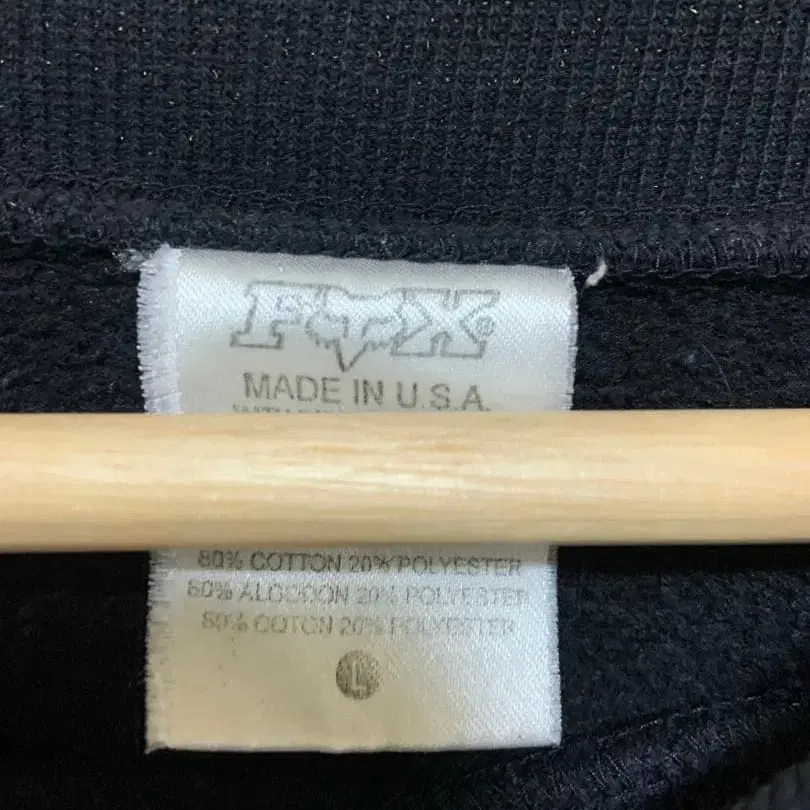 FOX®
MADE IN U.S.A.
80% COTTON 20% POLYESTER
80% ALGODON 20% POLYESTER
80% COTON 20% POLYESTER
L